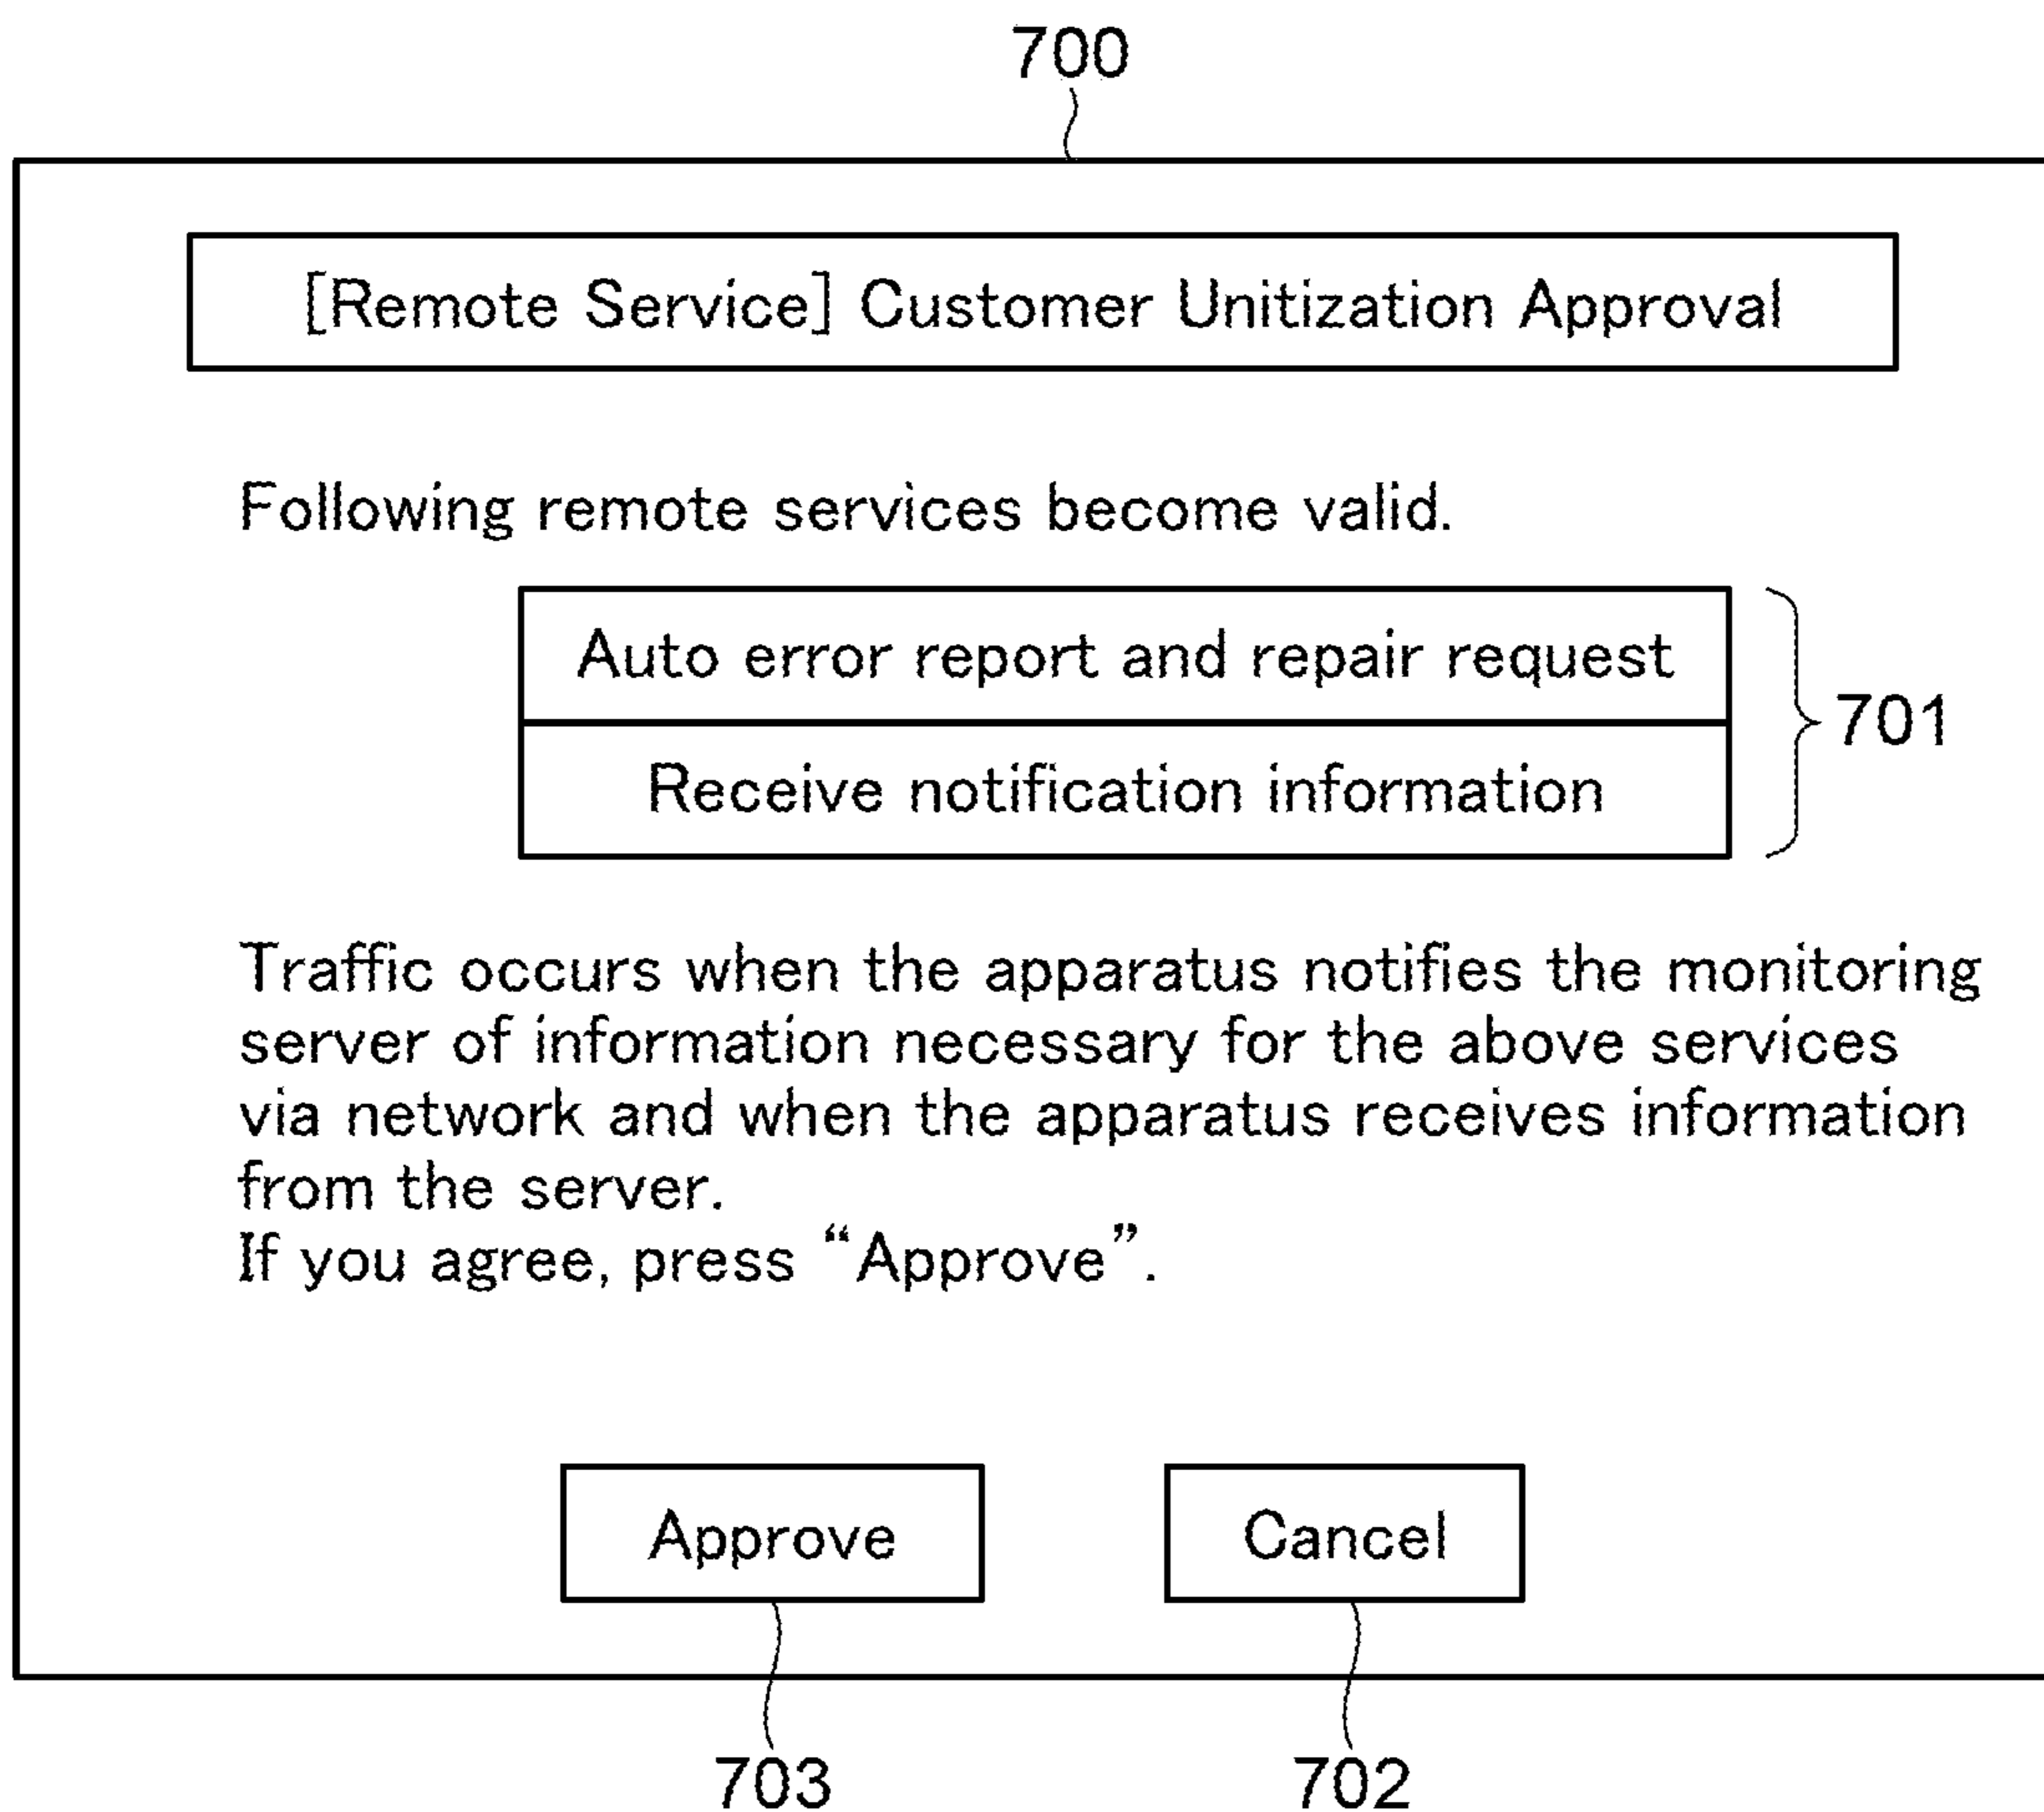 700
[Remote Service] Customer Unitization Approval
Following remote services become valid.
Auto error report and repair request
Receive notification information
701
Traffic occurs when the apparatus notifies the monitoring
server of information necessary for the above services
via network and when the apparatus receives information
from the server.
If you agree, press “Approve”.
Approve
Cancel
703
702